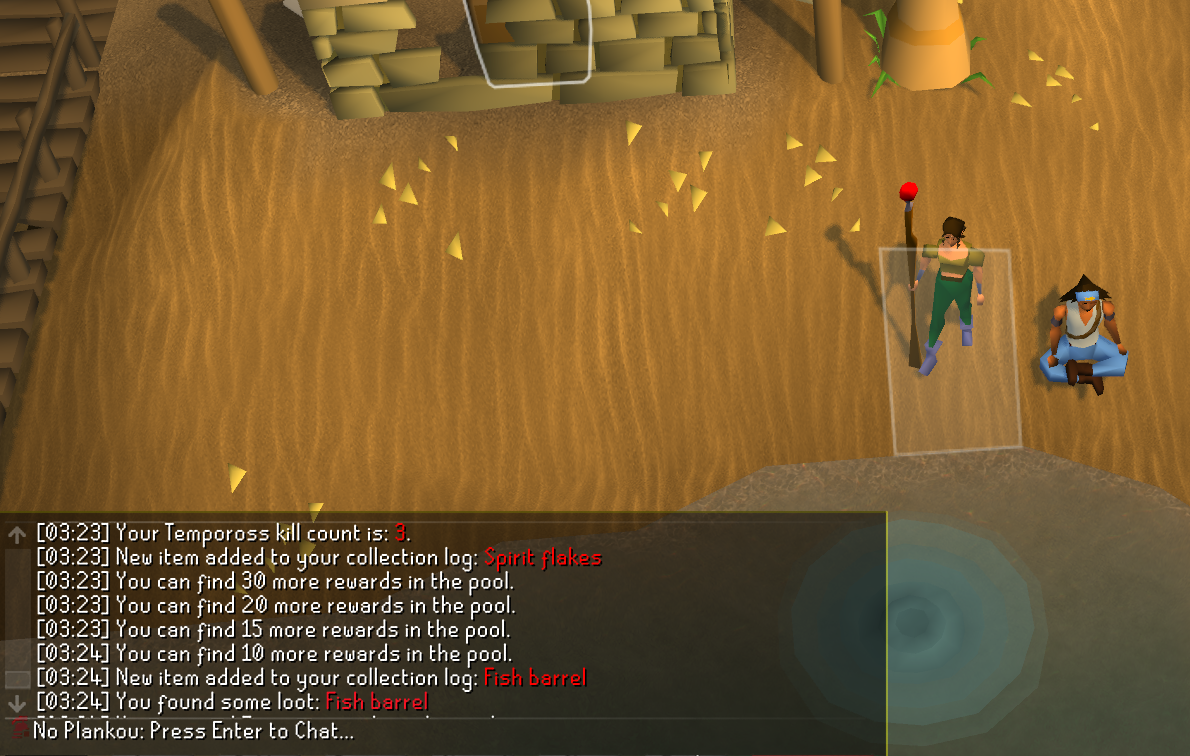 [03:23] Your Tempoross kill count is: 3.
[03:23] New item added to your collection log: Spirit flakes
[03:23] You can find 30 more rewards in the pool.
[03:23] You can find 20 more rewards in the pool.
[03:23] You can find 15 more rewards in the pool.
[03:24] You can find 10 more rewards in the pool.
[03:24] New item added to your collection log: Fish barrel
[03:24] You found some loot: Fish barrel
No Plankou: Press Enter to Chat...